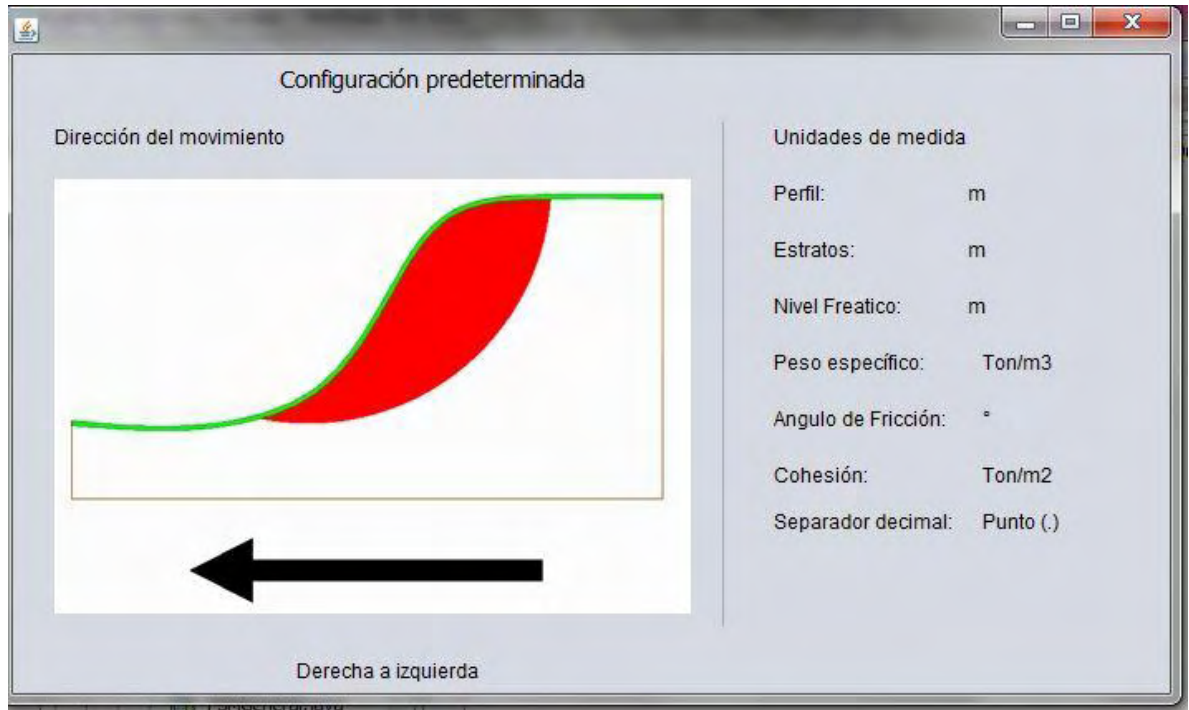 Configuración predeterminada
Dirección del movimiento
Derecha a izquierda
Unidades de medida
Perfil: m
Estratos: m
Nivel Freatico: m
Peso específico: Ton/m3
Angulo de Fricción: °
Cohesión: Ton/m2
Separador decimal: Punto (.)